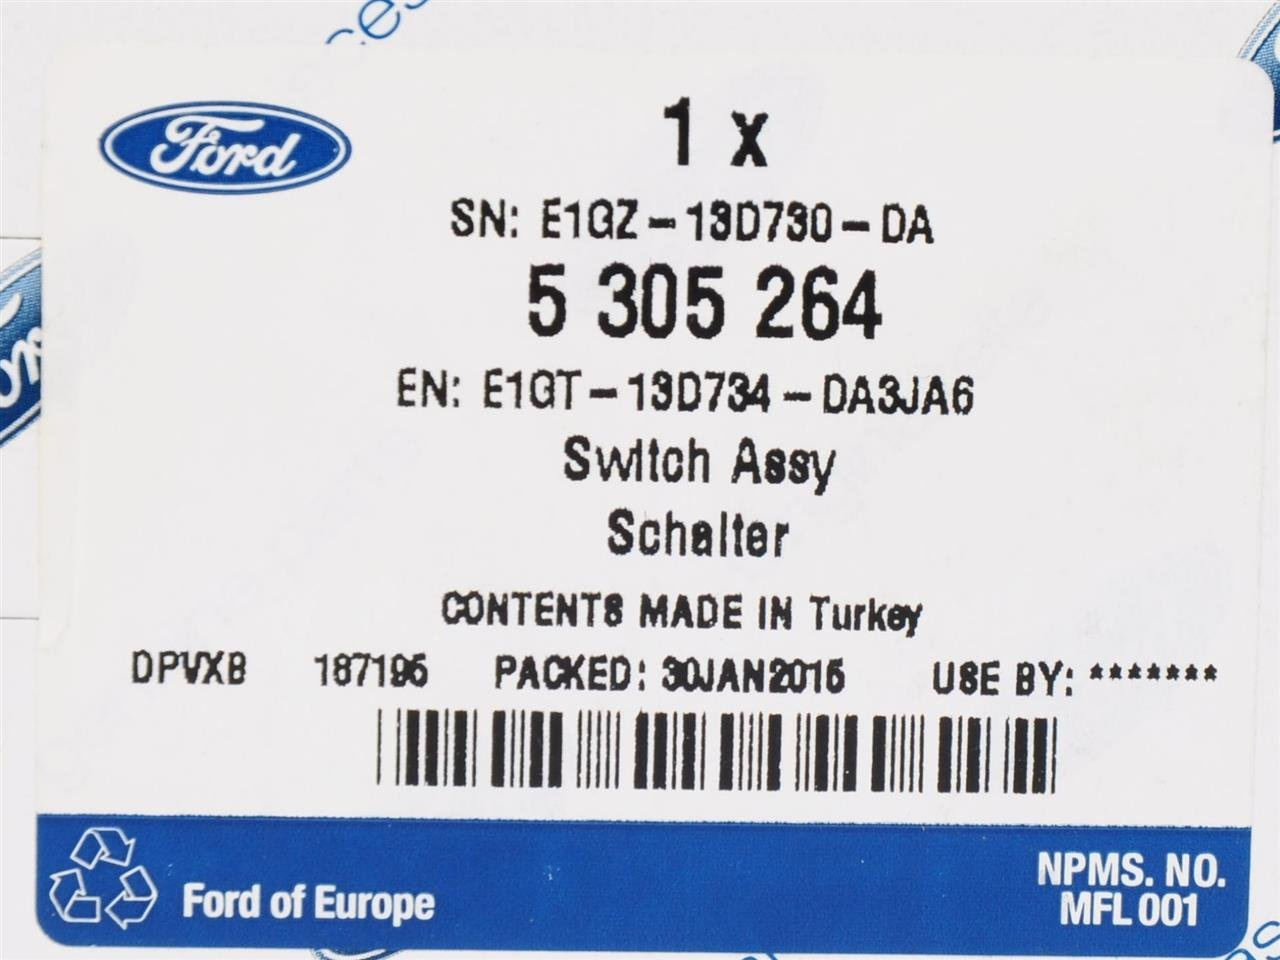 Ford
1 x
SN: E1GZ-13D730-DA
5 305 264
EN: E1GT-13D734-DA3JA6
Switch Assy
Schalter
CONTENTS MADE IN Turkey
DPVXB 187195 PACKED: 30JAN2015 USE BY: *******
Ford of Europe
NPMS. NO.
MFL 001